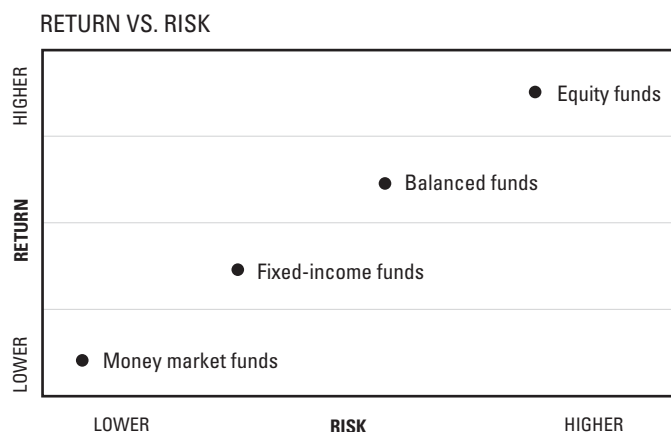 RETURN VS. RISK
HIGHER
Equity funds
Balanced funds
RETURN
Fixed-income funds
LOWER
Money market funds
LOWER
RISK
HIGHER